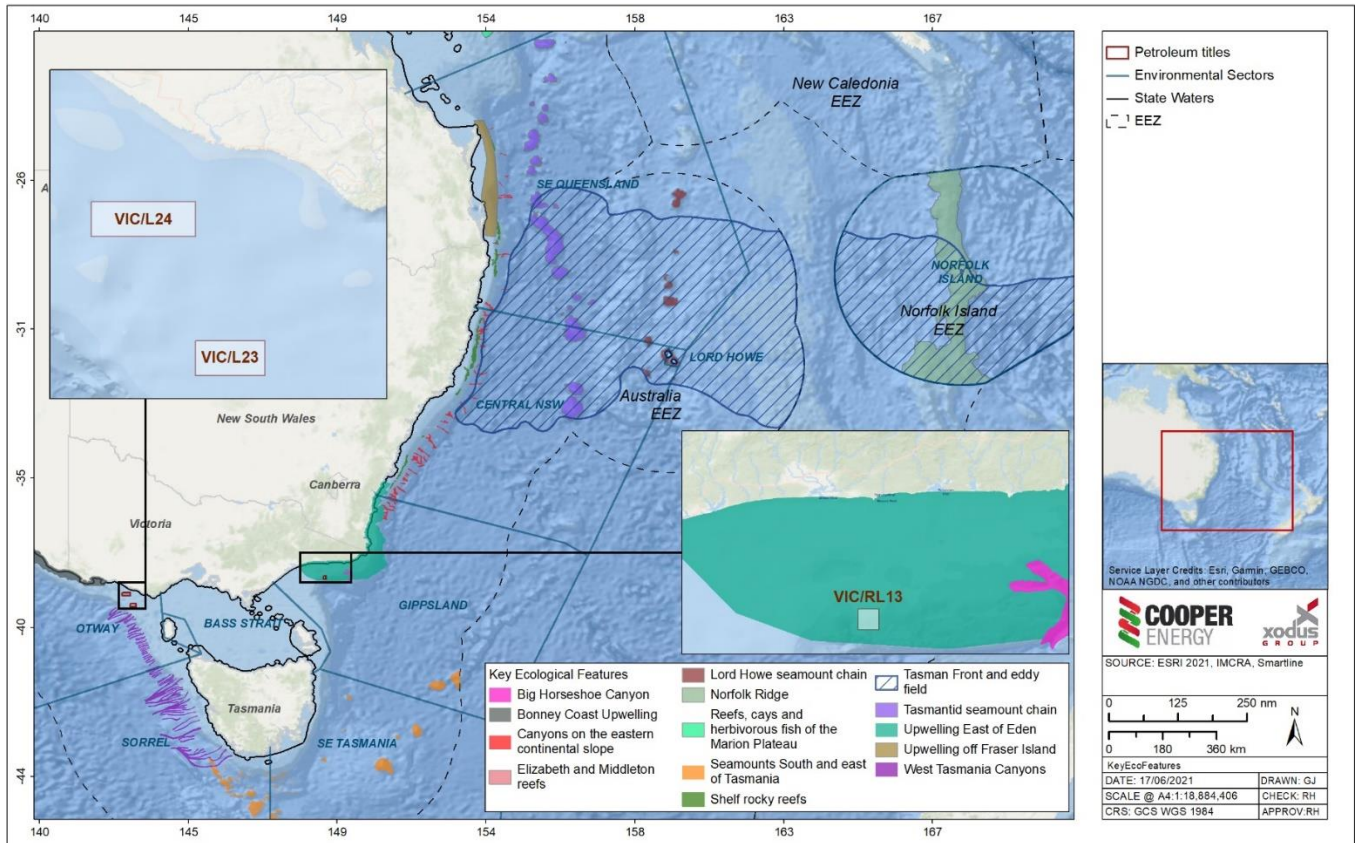 140
145
149
154
158
163
167
-26
-31
-35
-40
-44
New Caledonia
EEZ
SE QUEENSLAND
NORFOLK
ISLAND
Norfolk Island
EEZ
LORD HOWE
CENTRAL NSW
Australia
EEZ
VIC/L24
VIC/L23
New South Wales
Canberra
Victoria
OTWAY
BASS STRAIT
GIPPSLAND
Tasmania
SORREL
SE TASMANIA
VIC/RL13
Key Ecological Features
Big Horseshoe Canyon
Bonney Coast Upwelling
Canyons on the eastern
continental slope
Elizabeth and Middleton
reefs
Lord Howe seamount chain
Norfolk Ridge
Reefs, cays and
herbivorous fish of the
Marion Plateau
Seamounts South and east
of Tasmania
Shelf rocky reefs
Tasman Front and eddy
field
Tasmantid seamount chain
Upwelling East of Eden
Upwelling off Fraser Island
West Tasmania Canyons
140
145
149
154
158
163
167
Petroleum titles
Environmental Sectors
State Waters
EEZ
Service Layer Credits: Esri, Garmin, GEBCO,
NOAA NGDC, and other contributors
COOPER
ENERGY
xodus
GROUP
SOURCE: ESRI 2021, IMCRA, Smartline
0 125 250 nm
N
0 180 360 km
KeyEcoFeatures
DATE: 17/06/2021 DRAWN: GJ
SCALE @ A4:1:18,884,406 CHECK: RH
CRS: GCS WGS 1984 APPROV:RH